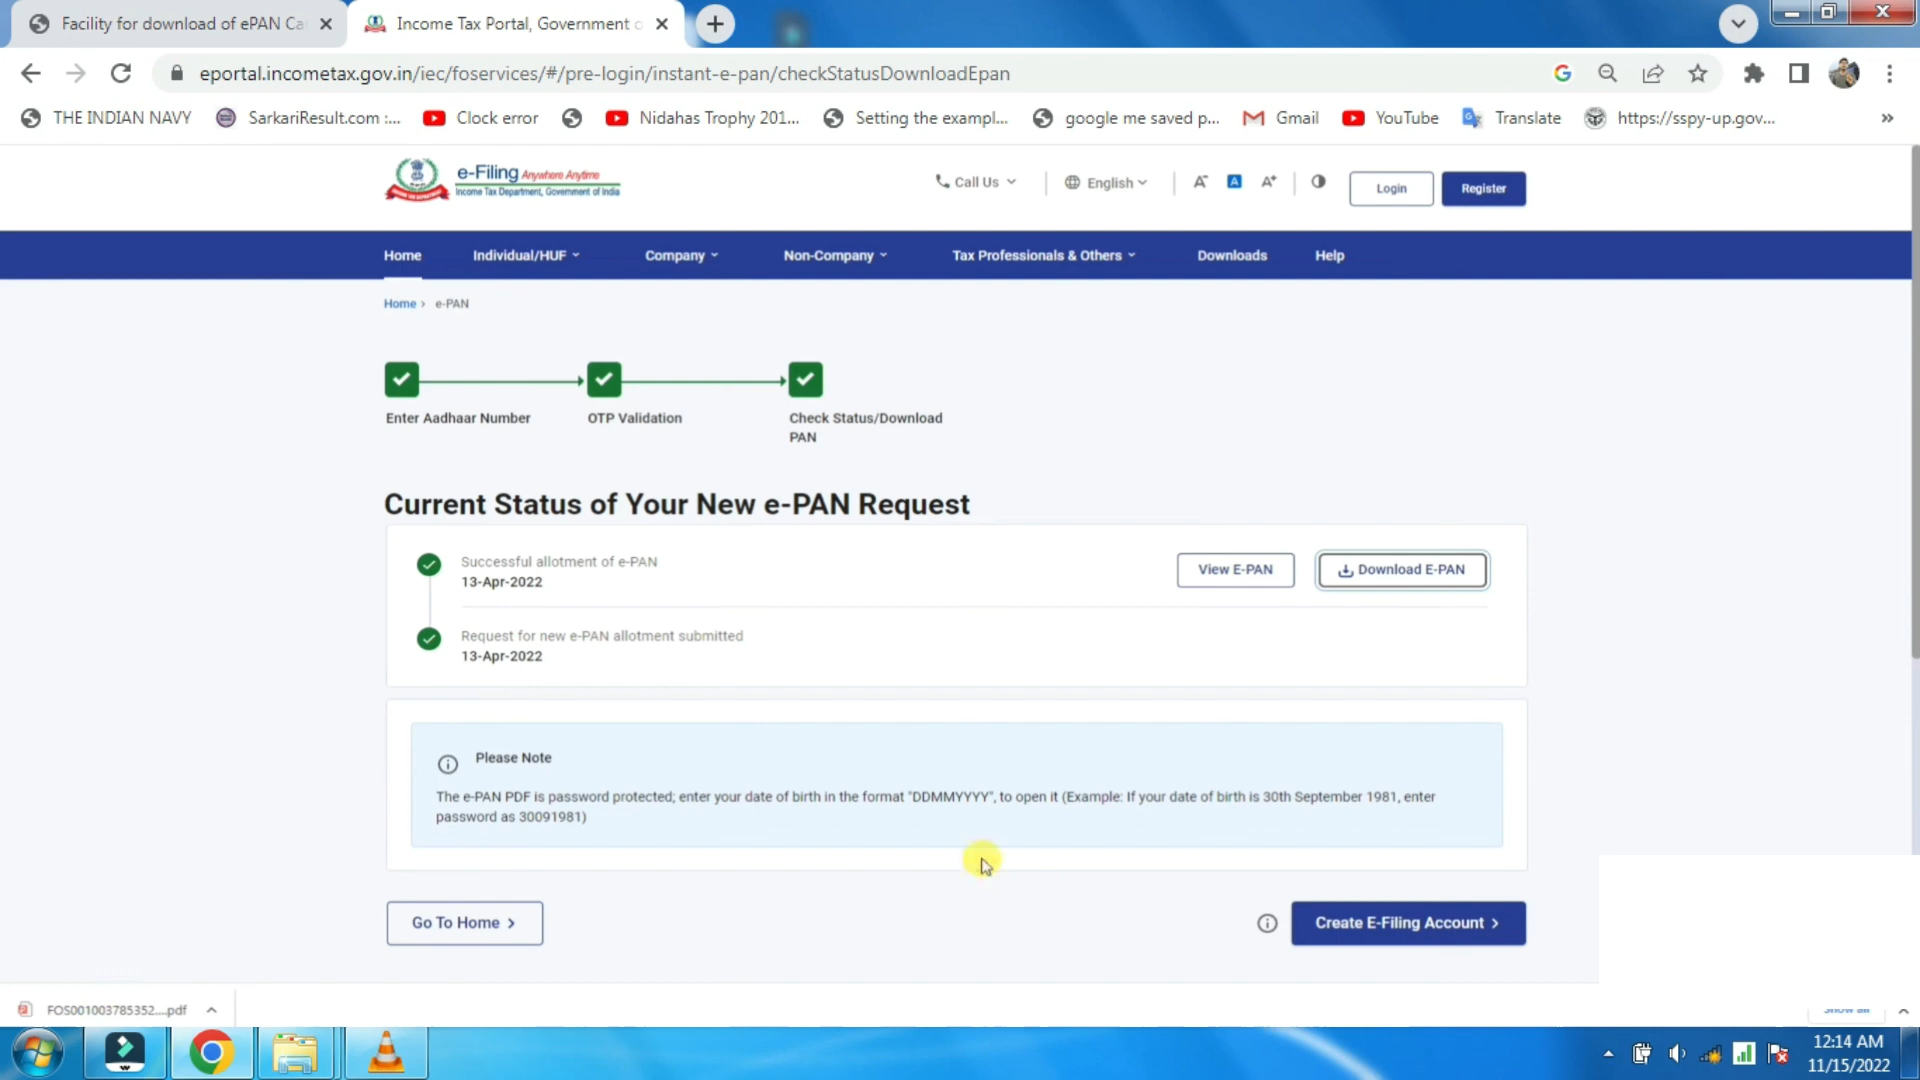 Facility for download of ePAN Ca
Income Tax Portal, Government o
eportal.incometax.gov.in/iec/foservices/#/pre-login/instant-e-pan/checkStatusDownloadEpan
THE INDIAN NAVY
SarkariResult.com :...
Clock error
Nidahas Trophy 201...
Setting the exampl...
google me saved p...
Gmail
YouTube
Translate
https://sspy-up.gov...
e-Filing Anywhere Anytime
Income Tax Department, Government of India
Call Us
English
A-
A
A+
Login
Register
Home
Individual/HUF
Company
Non-Company
Tax Professionals & Others
Downloads
Help
Home > e-PAN
Enter Aadhaar Number
OTP Validation
Check Status/Download
PAN
Current Status of Your New e-PAN Request
Successful allotment of e-PAN
13-Apr-2022
View E-PAN
Download E-PAN
Request for new e-PAN allotment submitted
13-Apr-2022
Please Note
The e-PAN PDF is password protected; enter your date of birth in the format "DDMMYYYY", to open it (Example: If your date of birth is 30th September 1981, enter
password as 30091981)
Go To Home >
Create E-Filing Account >
FOS001003785352....pdf
Show all
12:14 AM
11/15/2022